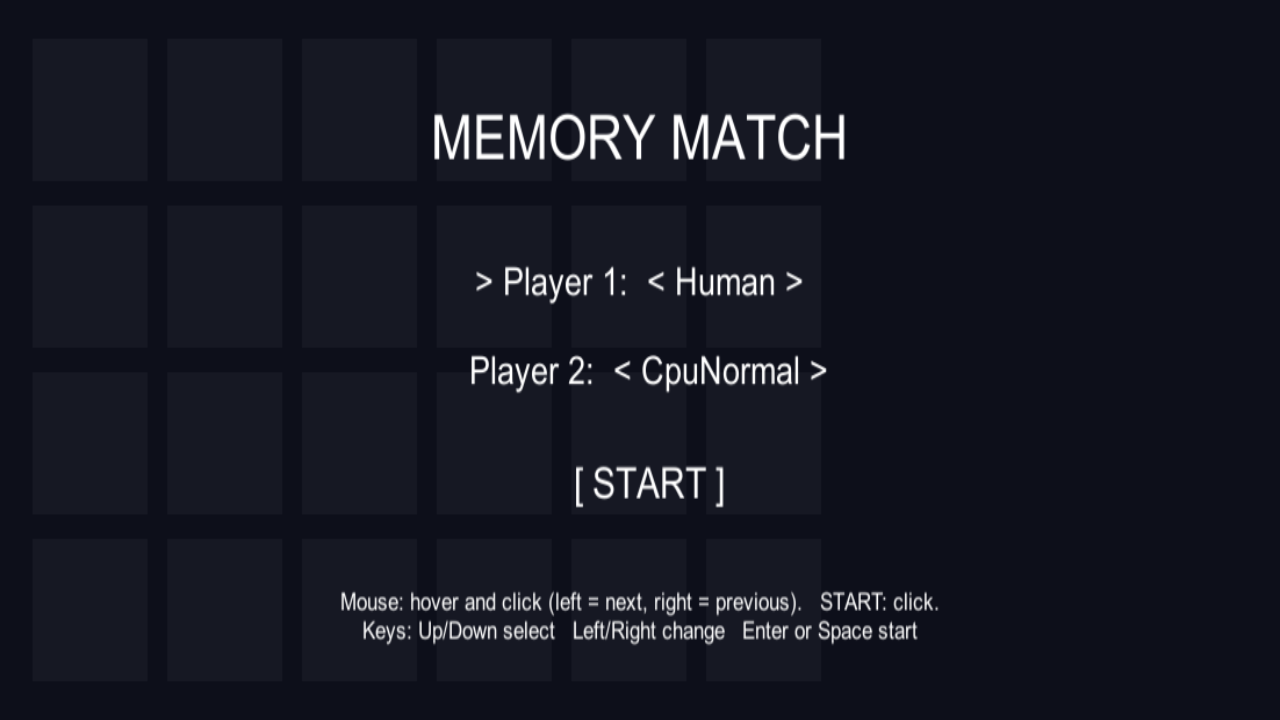 MEMORY MATCH
> Player 1: < Human >
Player 2: < CpuNormal >
[ START ]
Mouse: hover and click (left = next, right = previous). START: click.
Keys: Up/Down select Left/Right change Enter or Space start